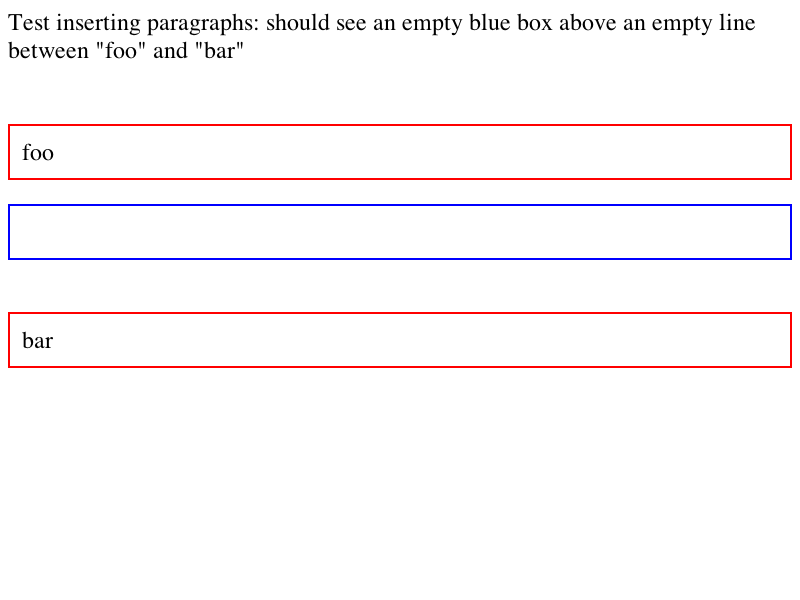 Test inserting paragraphs: should see an empty blue box above an empty line
between "foo" and "bar"
foo
bar